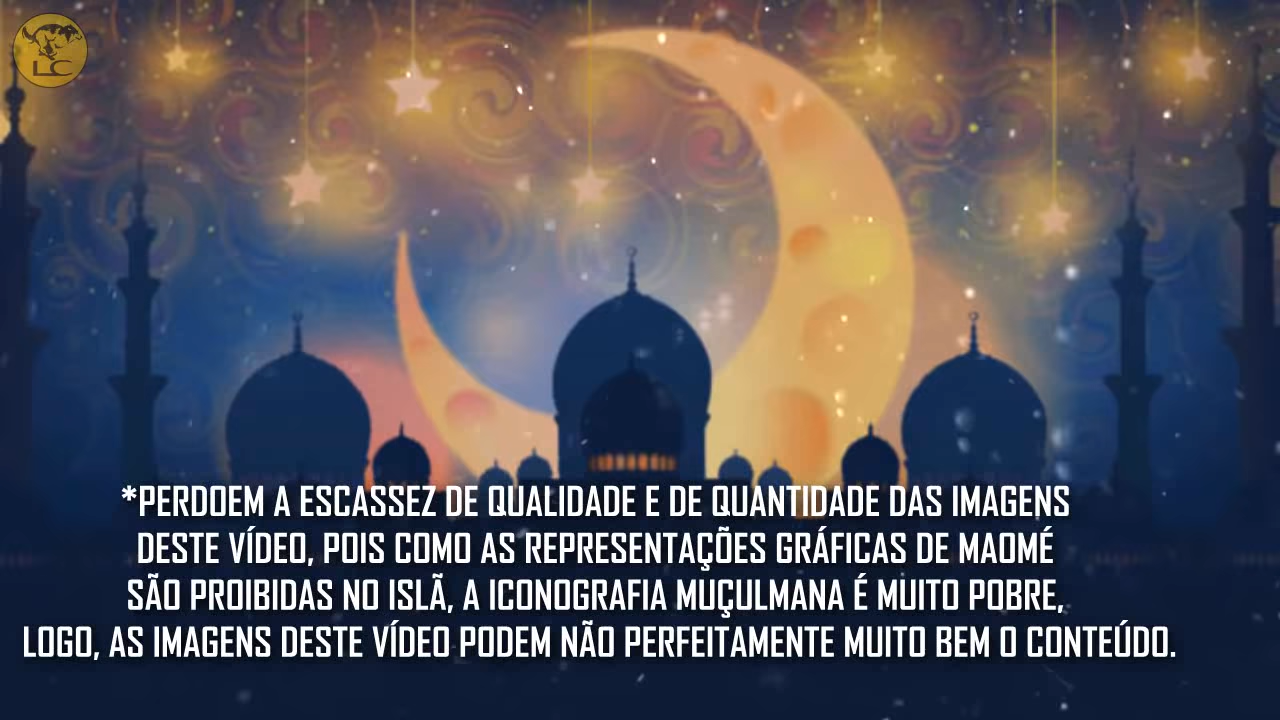 LC
*PERDOEM A ESCASSEZ DE QUALIDADE E DE QUANTIDADE DAS IMAGENS
DESTE VÍDEO, POIS COMO AS REPRESENTAÇÕES GRÁFICAS DE MAOMÉ
SÃO PROIBIDAS NO ISLÃ, A ICONOGRAFIA MUÇULMANA É MUITO POBRE,
LOGO, AS IMAGENS DESTE VÍDEO PODEM NÃO PERFEITAMENTE MUITO BEM O CONTEÚDO.